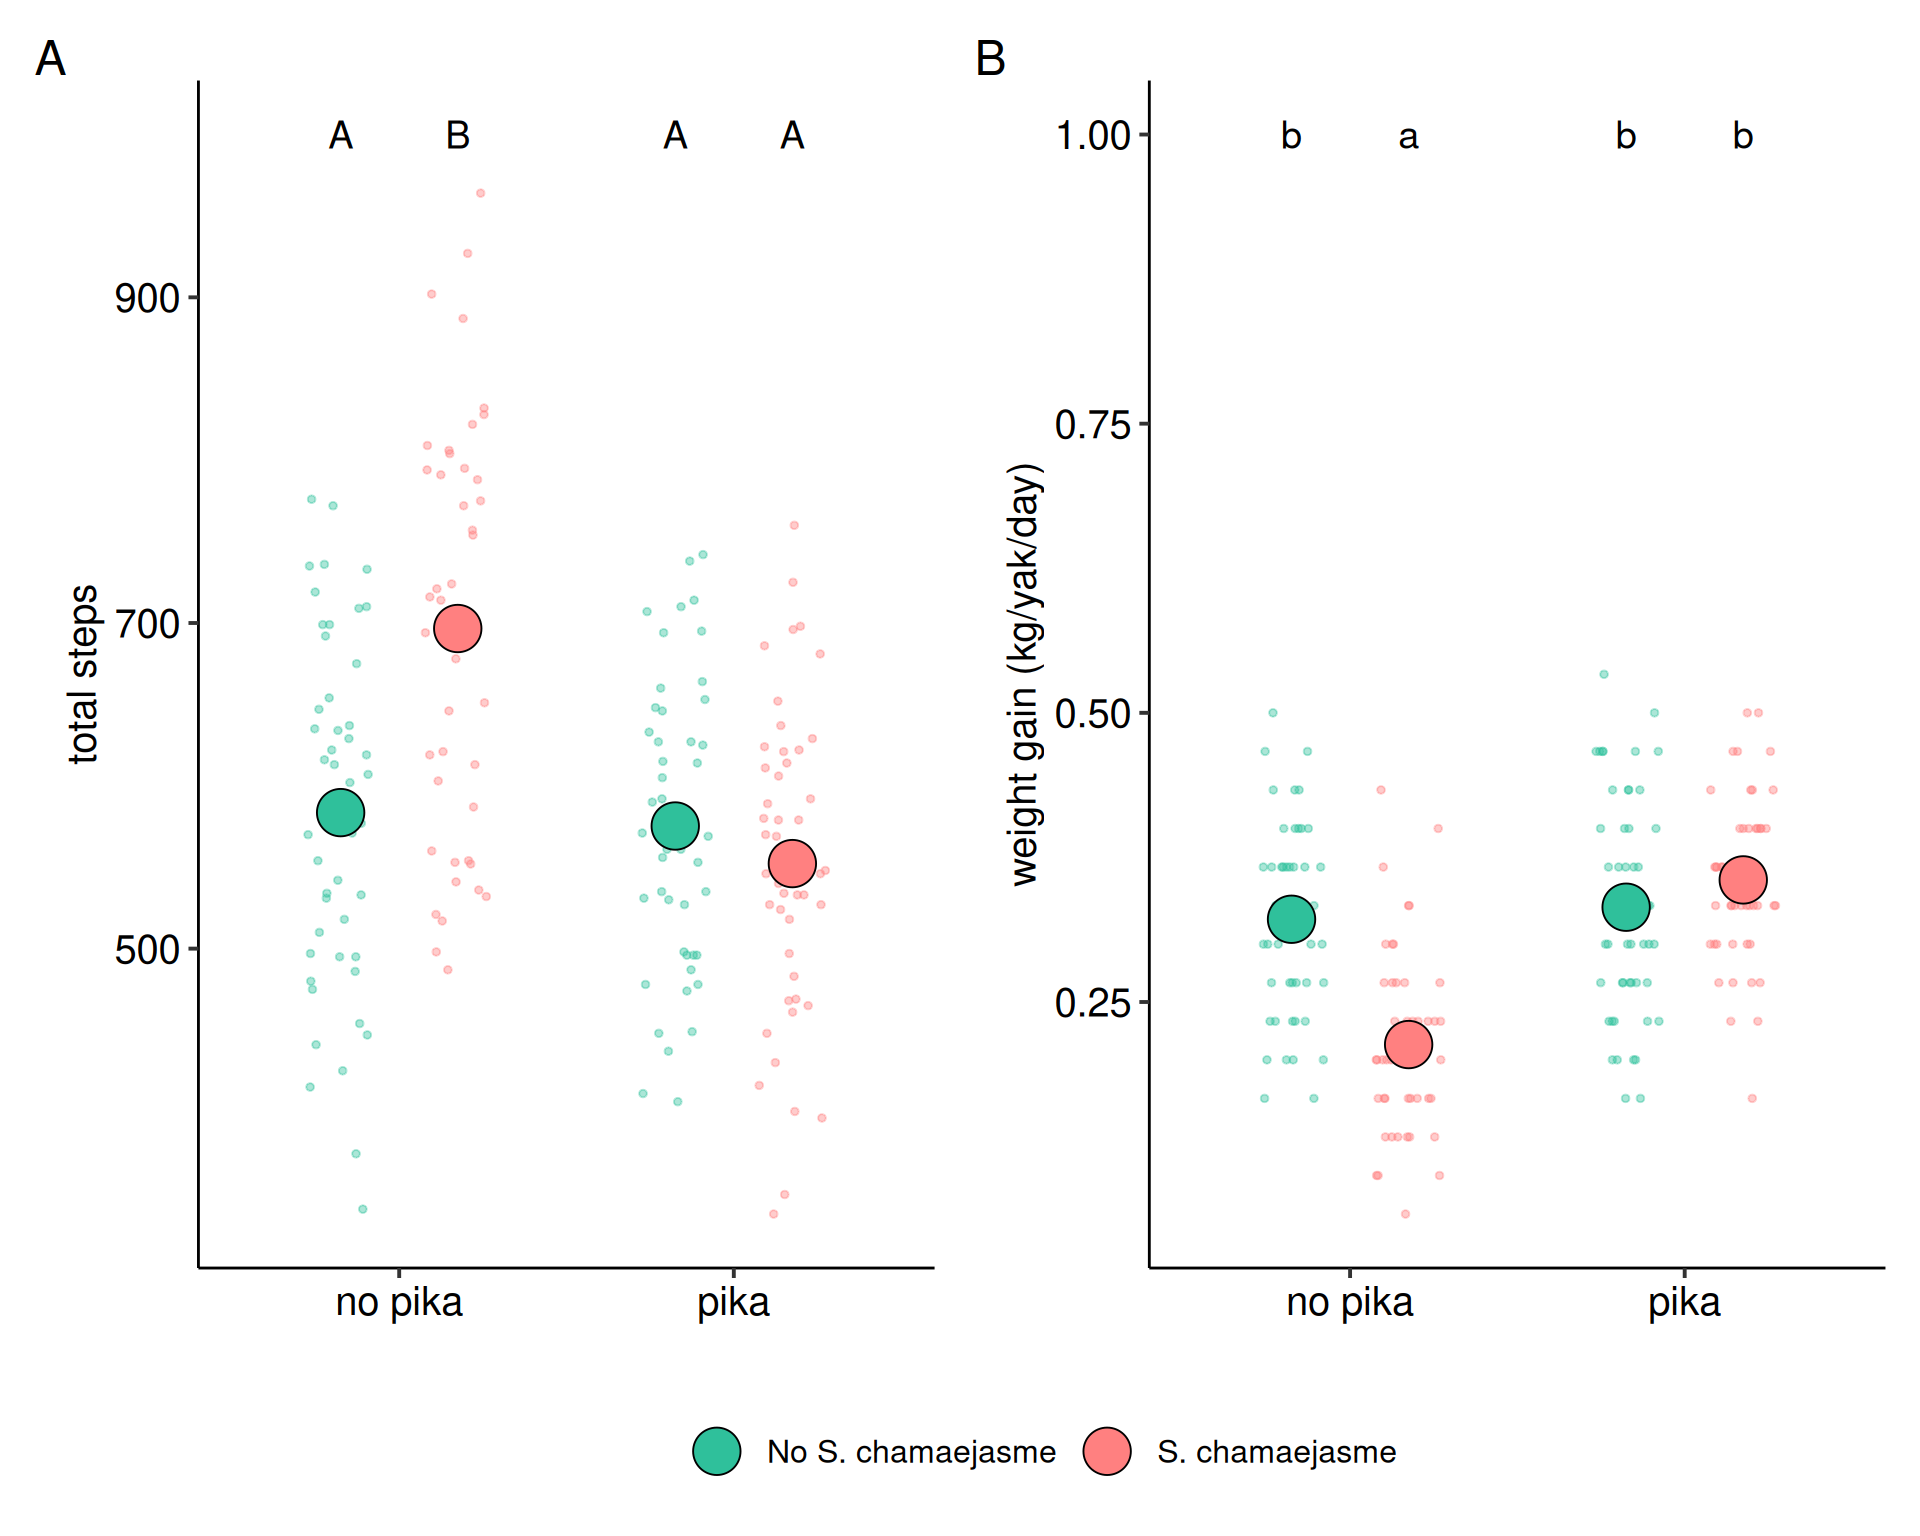 A
A B A A
900
700
500
total steps
no pika pika
B
b a b b
1.00
0.75
0.50
0.25
weight gain (kg/yak/day)
no pika pika
No S. chamaejasme S. chamaejasme